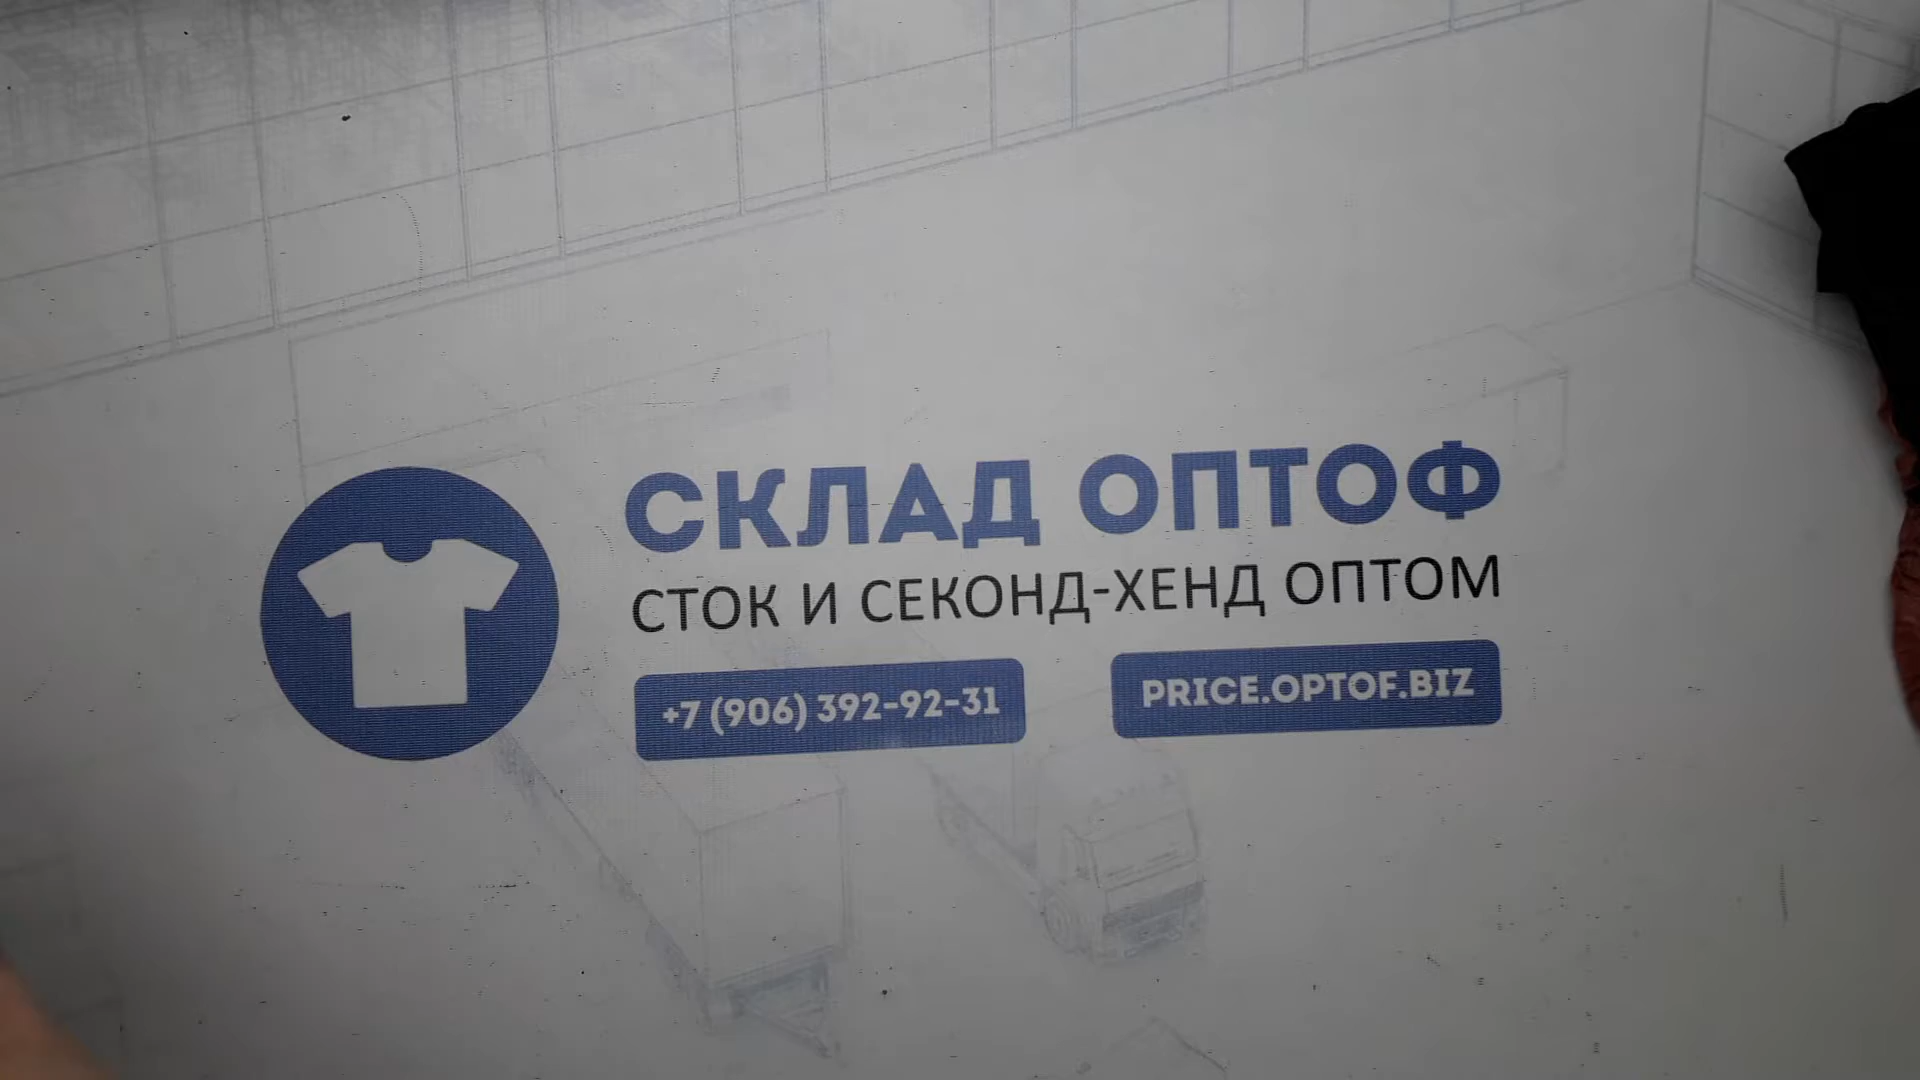 СКЛАД ОПТОФ
СТОК И СЕКОНД-ХЕНД ОПТОМ
+7 (906) 392-92-31
PRICE.OPTOF.BIZ